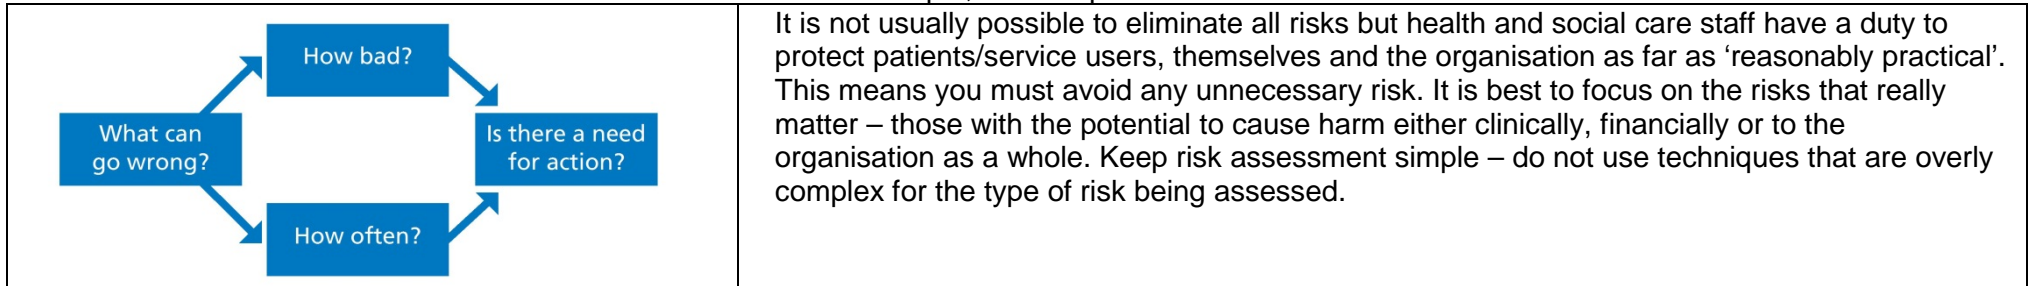 How bad?
What can
go wrong?
Is there a need
for action?
How often?
It is not usually possible to eliminate all risks but health and social care staff have a duty to
protect patients/service users, themselves and the organisation as far as ‘reasonably practical’.
This means you must avoid any unnecessary risk. It is best to focus on the risks that really
matter – those with the potential to cause harm either clinically, financially or to the
organisation as a whole. Keep risk assessment simple – do not use techniques that are overly
complex for the type of risk being assessed.